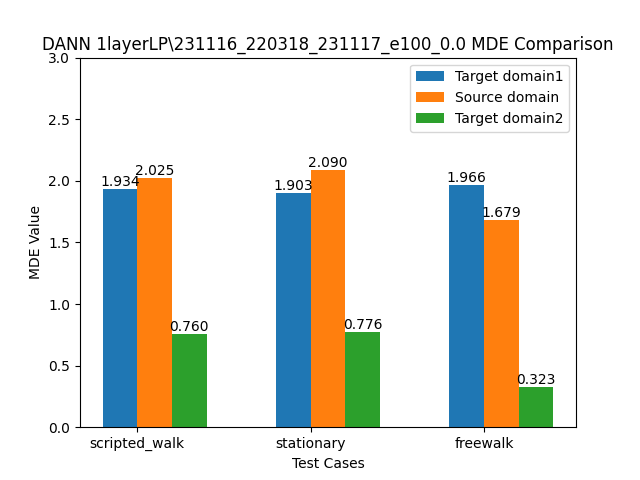 DANN 1layerLP\231116_220318_231117_e100_0.0 MDE Comparison
Target domain1
Source domain
Target domain2
MDE Value
3.0
2.5
2.0
1.5
1.0
0.5
0.0
1.934
2.025
0.760
1.903
2.090
0.776
1.966
1.679
0.323
scripted_walk
stationary
freewalk
Test Cases